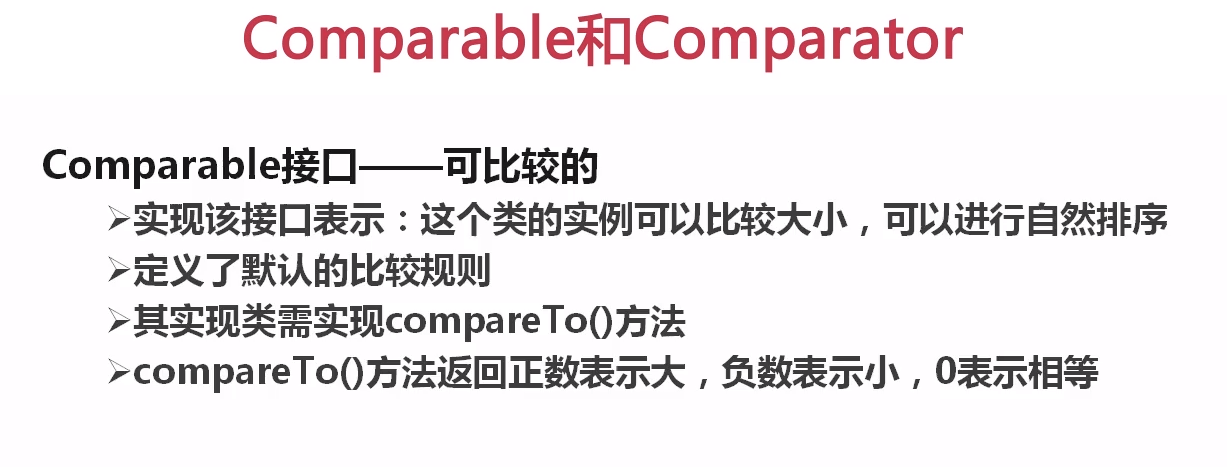 Comparable和Comparator
Comparable接口——可比较的
➢实现该接口表示：这个类的实例可以比较大小，可以进行自然排序
➢定义了默认的比较规则
➢其实现类需实现compareTo()方法
➢compareTo()方法返回正数表示大，负数表示小，0表示相等